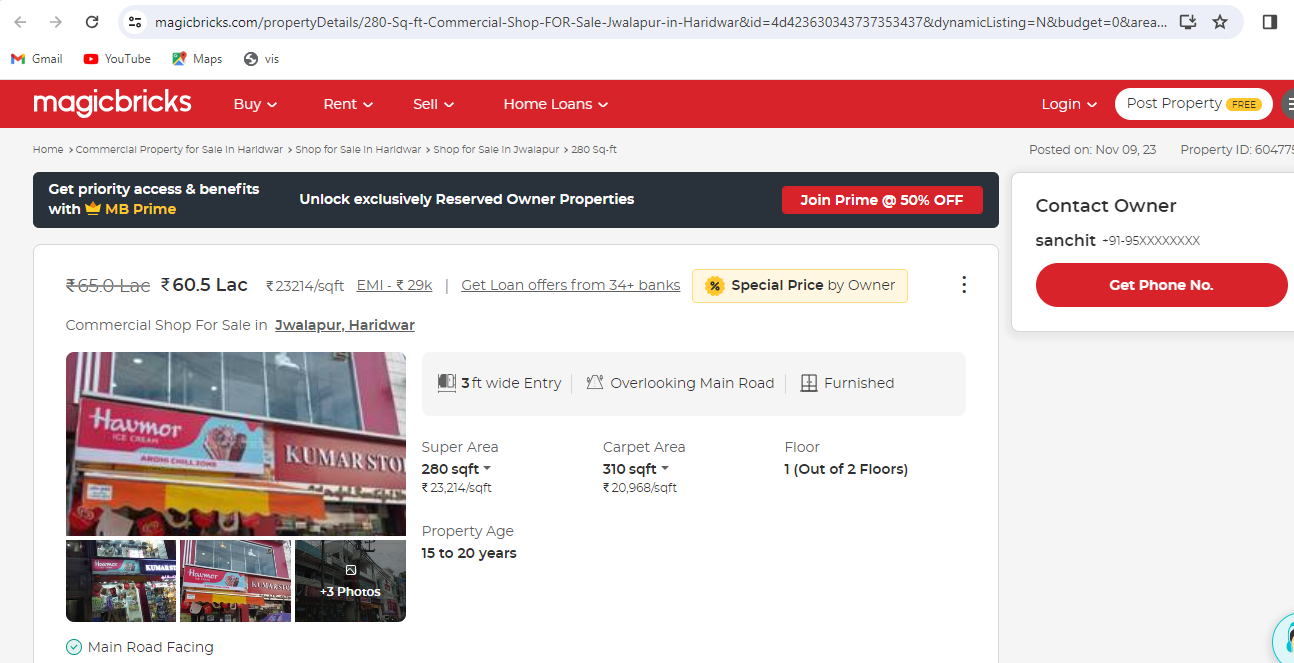 magicbricks.com/propertyDetails/280-Sq-ft-Commercial-Shop-FOR-Sale-Jwalapur-in-Haridwar&id=4d423630343737353437&dynamicListing=N&budget=0&area...
Gmail YouTube Maps vis
magicbricks Buy Rent Sell Home Loans Login Post Property FREE
Home > Commercial Property for Sale in Haridwar > Shop for Sale in Haridwar > Shop for Sale in Jwalapur > 280 Sq-ft Posted on: Nov 09, 23 Property ID: 604775
Get priority access & benefits
with MB Prime
Unlock exclusively Reserved Owner Properties
Join Prime @ 50% OFF
Contact Owner
sanchit +91-95XXXXXXXX
Get Phone No.
₹65.0 Lac ₹60.5 Lac ₹23214/sqft EMI - ₹ 29k | Get Loan offers from 34+ banks % Special Price by Owner
Commercial Shop For Sale in Jwalapur, Haridwar
Havmor
ICE CREAM
KUMAR STO
3 ft wide Entry Overlooking Main Road Furnished
Super Area Carpet Area Floor
280 sqft 310 sqft 1 (Out of 2 Floors)
₹ 23,214/sqft ₹ 20,968/sqft
Property Age
15 to 20 years
Havmor KUMARST
Havmor KUMAR STO
+3 Photos
Main Road Facing